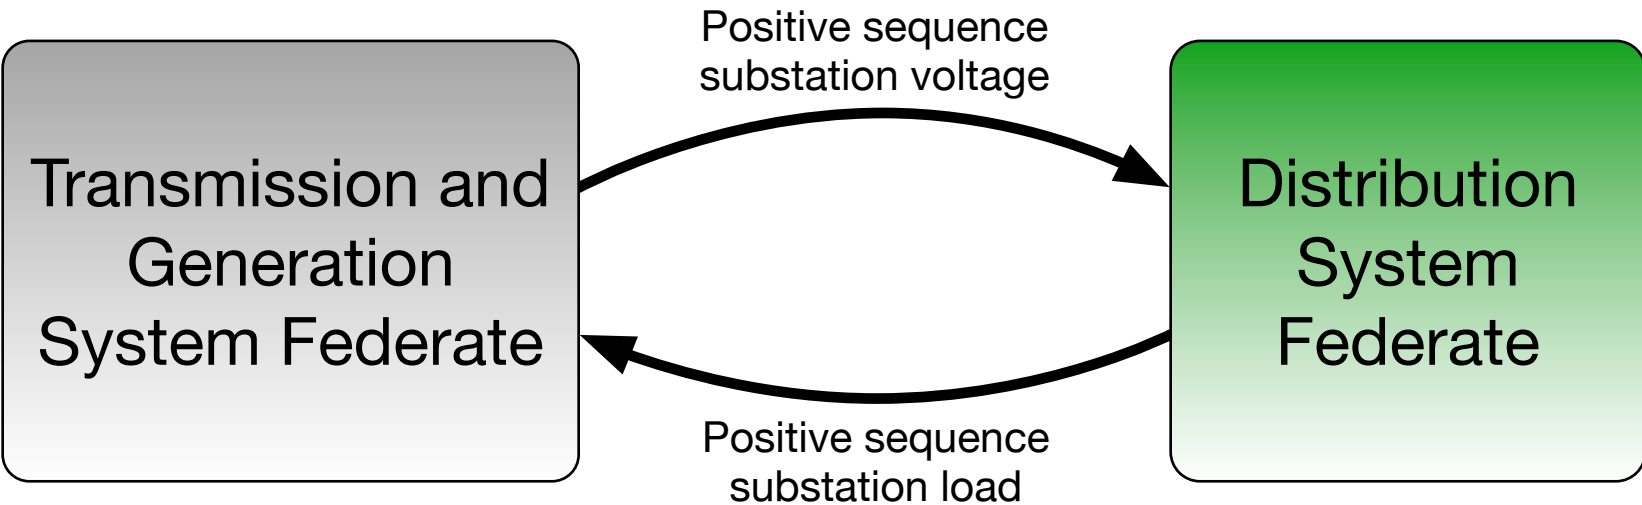 Positive sequence
substation voltage
Transmission and
Generation
System Federate
Distribution
System
Federate
Positive sequence
substation load